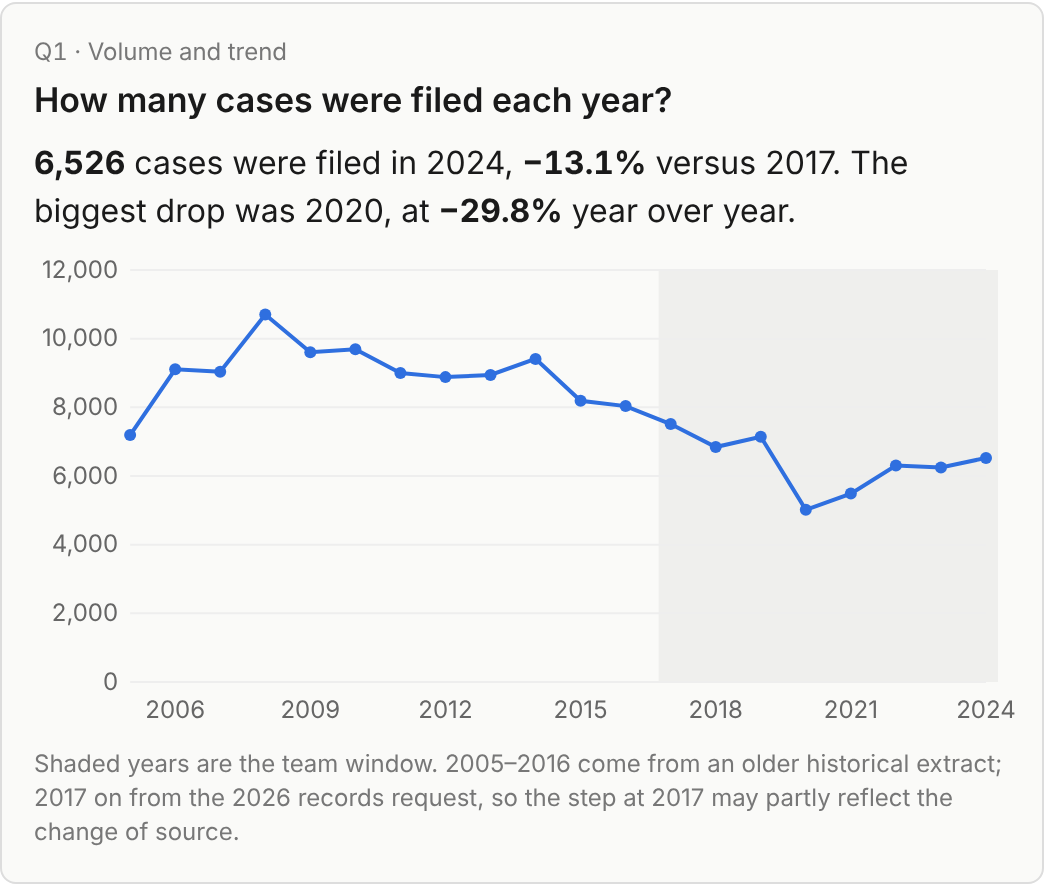 Q1 · Volume and trend
How many cases were filed each year?
6,526 cases were filed in 2024, −13.1% versus 2017. The
biggest drop was 2020, at −29.8% year over year.
12,000
10,000
8,000
6,000
4,000
2,000
0
2006 2009 2012 2015 2018 2021 2024
Shaded years are the team window. 2005–2016 come from an older historical extract;
2017 on from the 2026 records request, so the step at 2017 may partly reflect the
change of source.